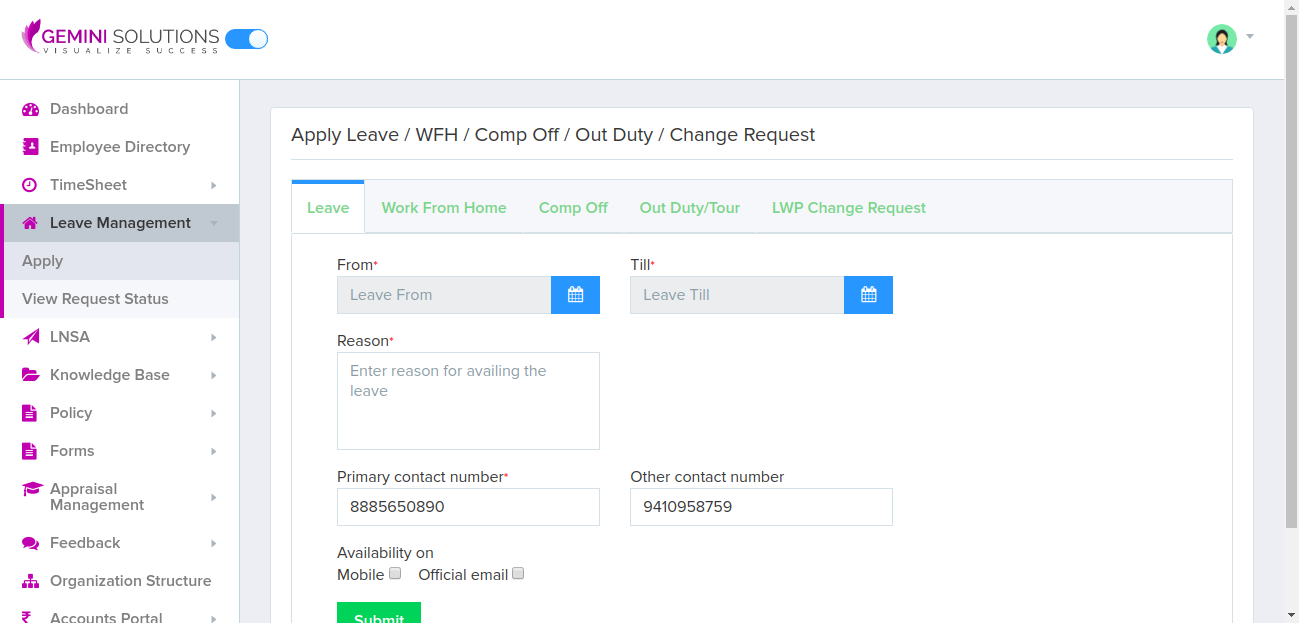 GEMINI SOLUTIONS
VISUALIZE SUCCESS
Dashboard
Employee Directory
TimeSheet
Leave Management
Apply
View Request Status
LNSA
Knowledge Base
Policy
Forms
Appraisal
Management
Feedback
Organization Structure
Accounts Portal
Apply Leave / WFH / Comp Off / Out Duty / Change Request
Leave Work From Home Comp Off Out Duty/Tour LWP Change Request
From* Till*
Leave From Leave Till
Reason*
Enter reason for availing the
leave
Primary contact number* Other contact number
8885650890 9410958759
Availability on
Mobile Official email
Submit